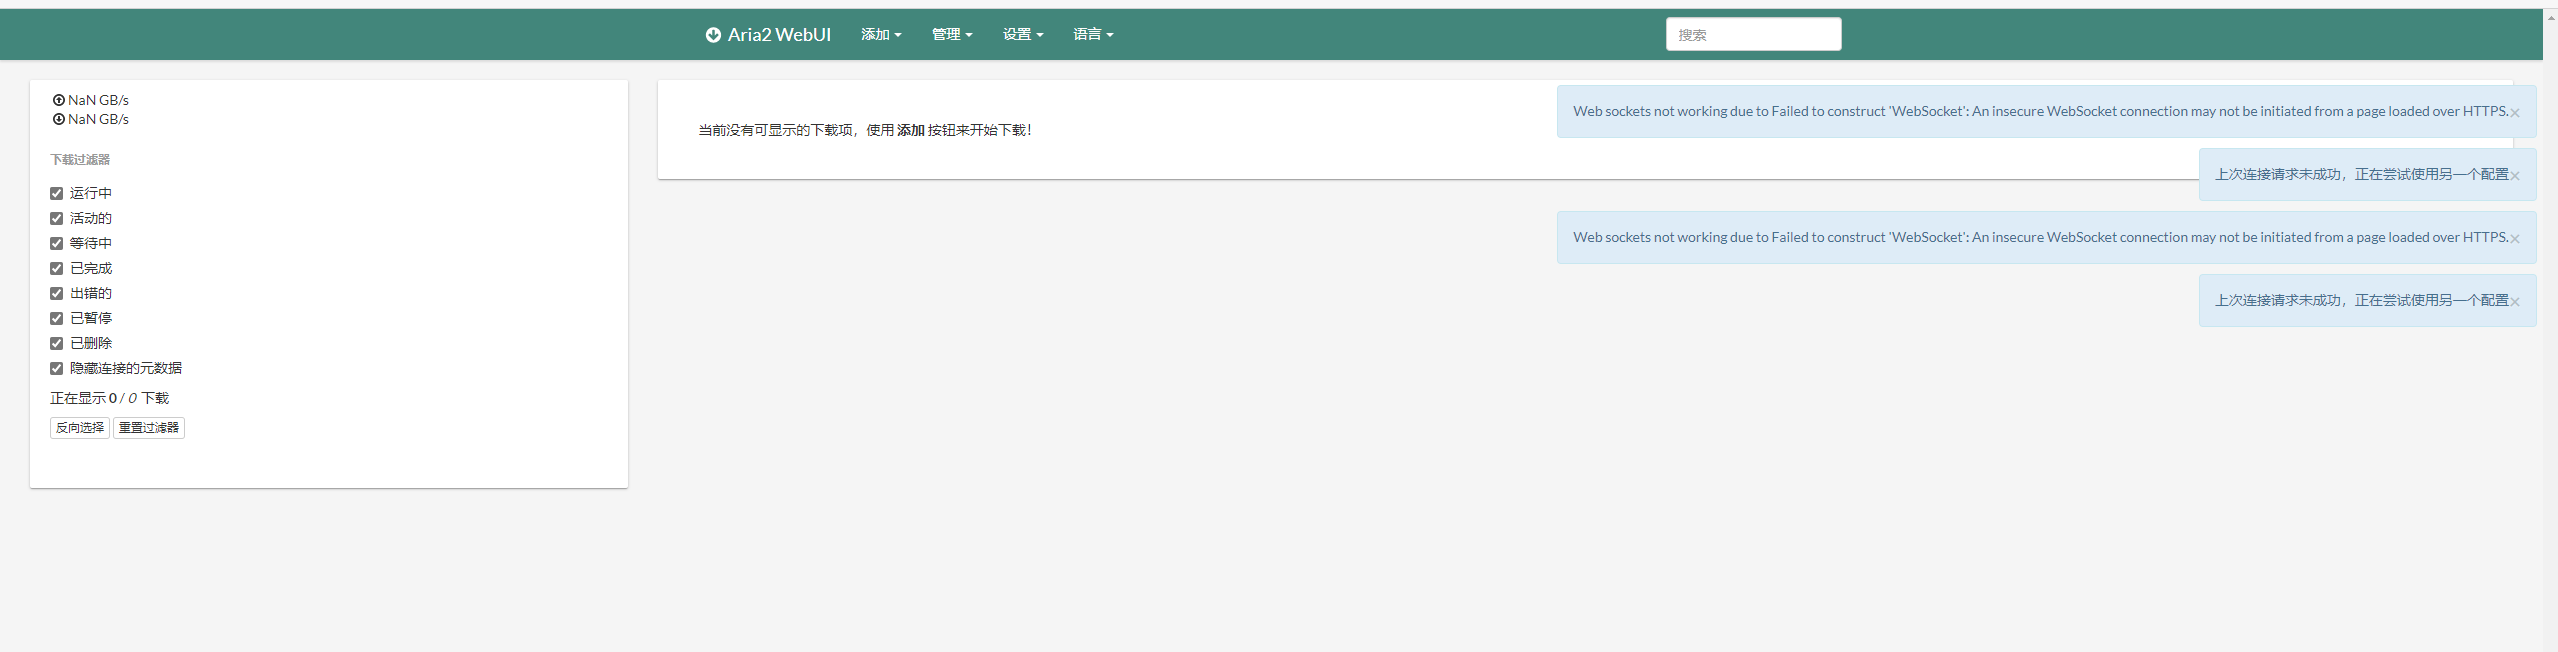 Aria2 WebUI 添加 管理 设置 语言 搜索
NaN GB/s
NaN GB/s
下载过滤器
运行中
活动的
等待中
已完成
出错的
已暂停
已删除
隐藏连接的元数据
正在显示 0 / 0 下载
反向选择 重置过滤器
当前没有可显示的下载项，使用 添加 按钮来开始下载！
Web sockets not working due to Failed to construct 'WebSocket': An insecure WebSocket connection may not be initiated from a page loaded over HTTPS. ×
上次连接请求未成功，正在尝试使用另一个配置 ×
Web sockets not working due to Failed to construct 'WebSocket': An insecure WebSocket connection may not be initiated from a page loaded over HTTPS. ×
上次连接请求未成功，正在尝试使用另一个配置 ×